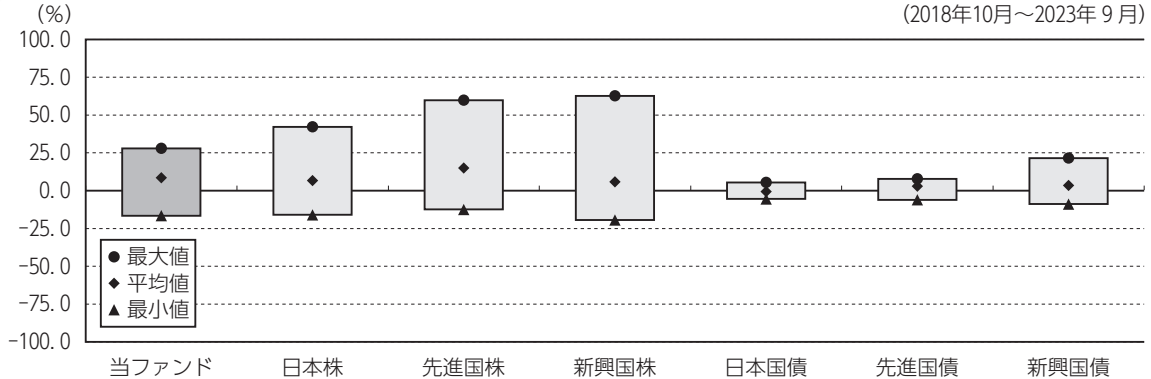 (%)
(2018年10月～2023年9月)
100.0
75.0
50.0
25.0
0.0
-25.0
-50.0
-75.0
-100.0
● 最大値
◆ 平均値
▲ 最小値
当ファンド 日本株 先進国株 新興国株 日本国債 先進国債 新興国債